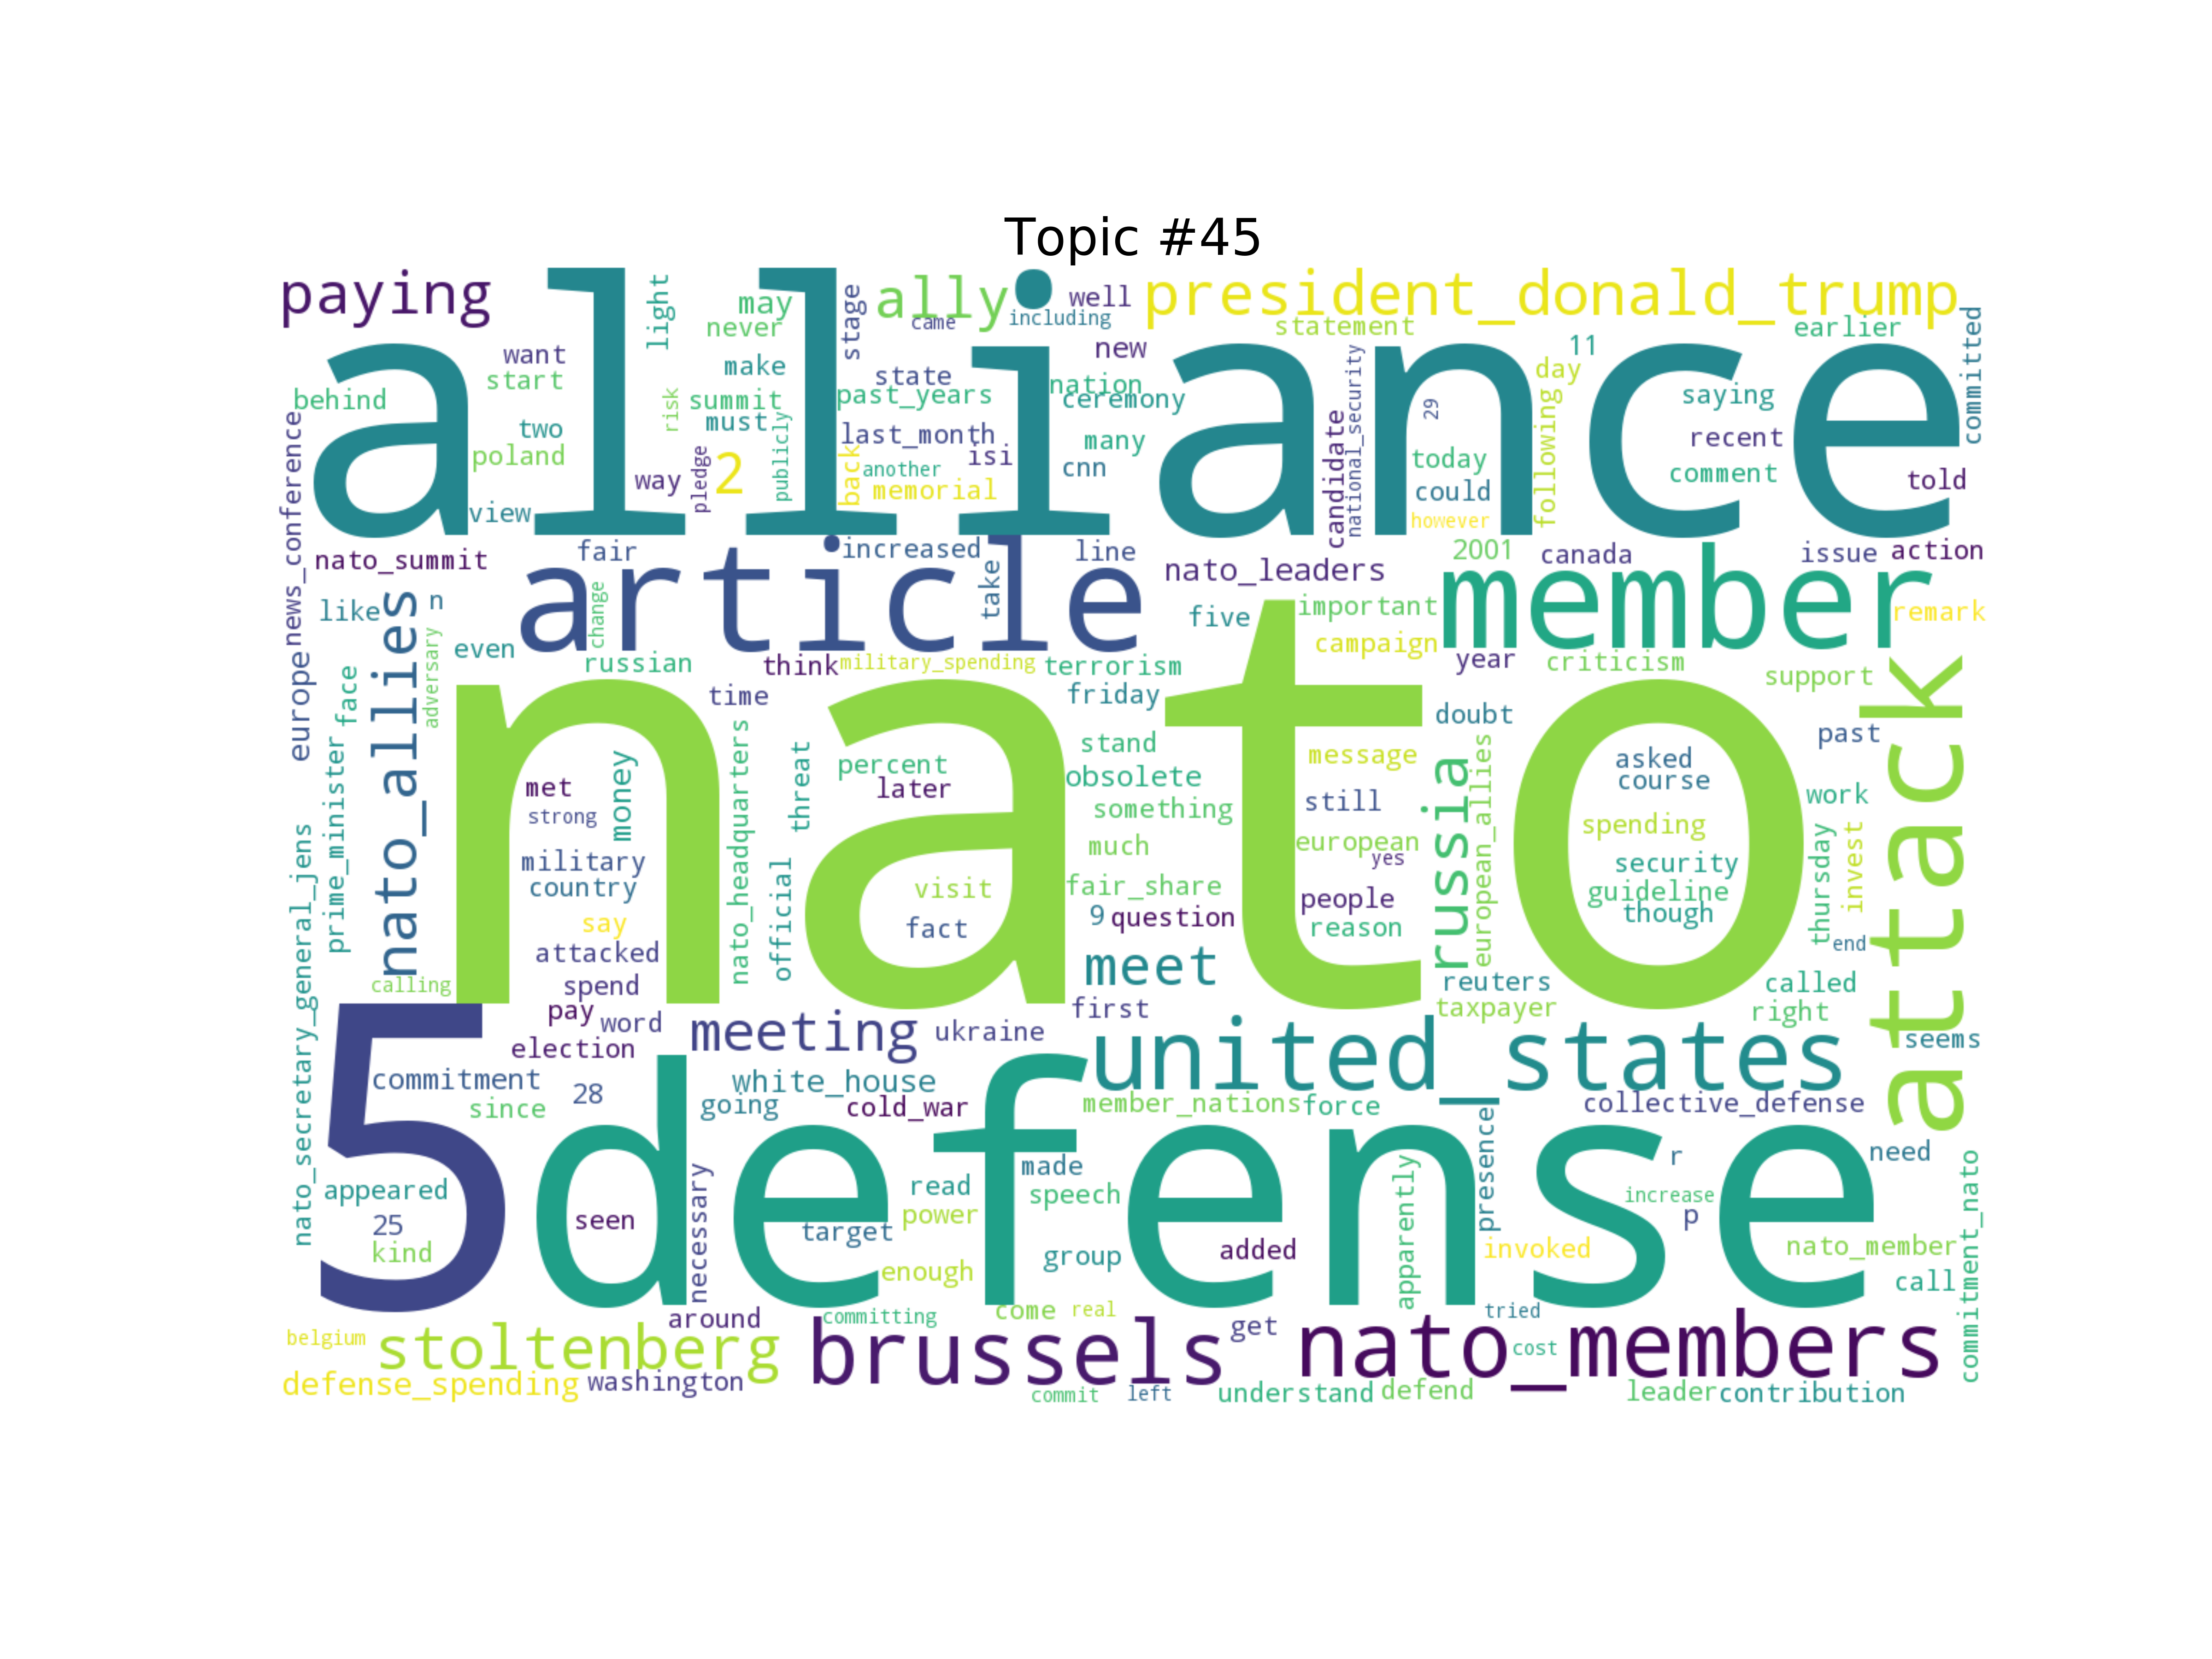 Topic #45
paying
alliance
ally
president_donald_trump
light
may
never
stage
came
including
well
statement
earlier
committed
want
start
make
state
new
nation
ceremony
11
day
behind
risk
summit
must
past_years
saying
two
poland
publicly
last_month
isi
many
cnn
another
memorial
back
candidate
national_security
29
today
could
however
following
recent
comment
told
way
pledge
2
view
news_conference
nato_summit
fair
article
increased
take
line
nato_leaders
2001
canada
issue
action
member
remark
like
nato_allies
n
adversary
even
change
russian
think
military_spending
terrorism
five
important
campaign
year
criticism
support
attack
europe
face
time
friday
nato
doubt
past
prime_minister
met
strong
money
nato_headquarters
threat
percent
later
stand
obsolete
something
message
still
russia
european_allies
asked
course
work
military
country
say
attacked
spend
official
visit
fact
much
fair_share
9
question
european
yes
people
reason
spending
security
guideline
though
thursday
invest
end
nato_secretary_general_jens
calling
meet
reuters
taxpayer
called
right
5
pay
word
election
meeting
ukraine
first
united_states
seems
commitment
28
since
white_house
going
cold_war
member_nations
force
collective_defense
defense
appeared
25
kind
seen
necessary
read
power
target
enough
made
speech
group
added
apparently
presence
r
increase
p
invoked
need
nato_member
call
commitment_nato
around
committing
come
real
tried
belgium
stoltenberg
brussels
get
nato_members
cost
defense_spending
washington
commit
left
understand
defend
leader
contribution